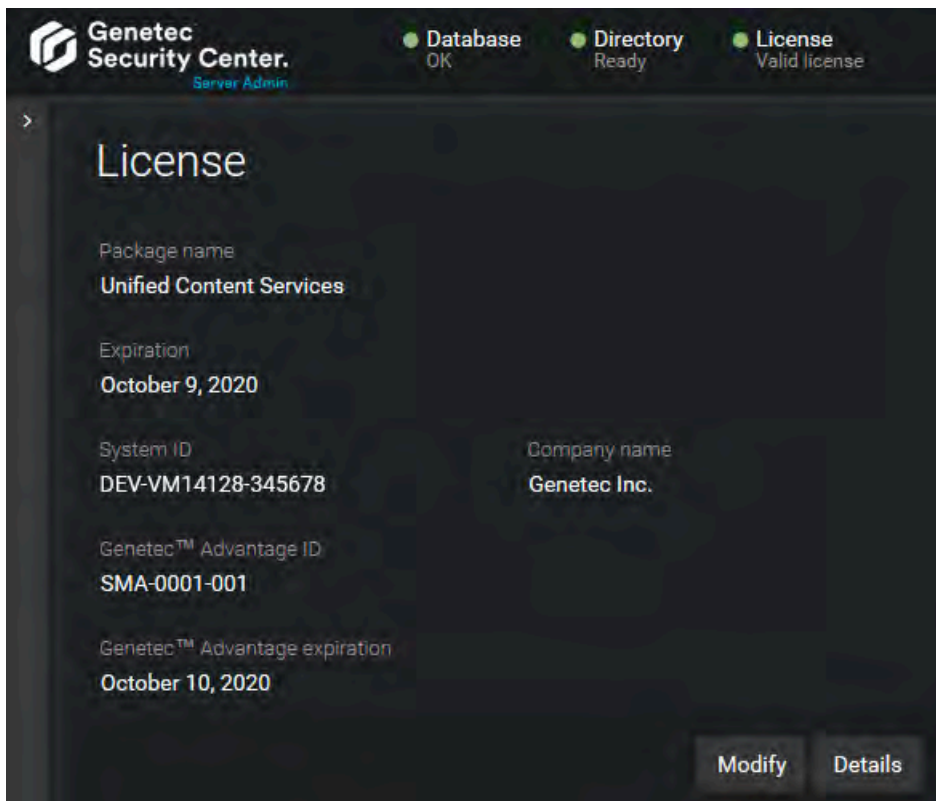 Genetec
Security Center.
Server Admin
Database
OK
Directory
Ready
License
Valid license
>
License
Package name
Unified Content Services
Expiration
October 9, 2020
System ID
DEV-VM14128-345678
Company name
Genetec Inc.
Genetec™ Advantage ID
SMA-0001-001
Genetec™ Advantage expiration
October 10, 2020
Modify
Details